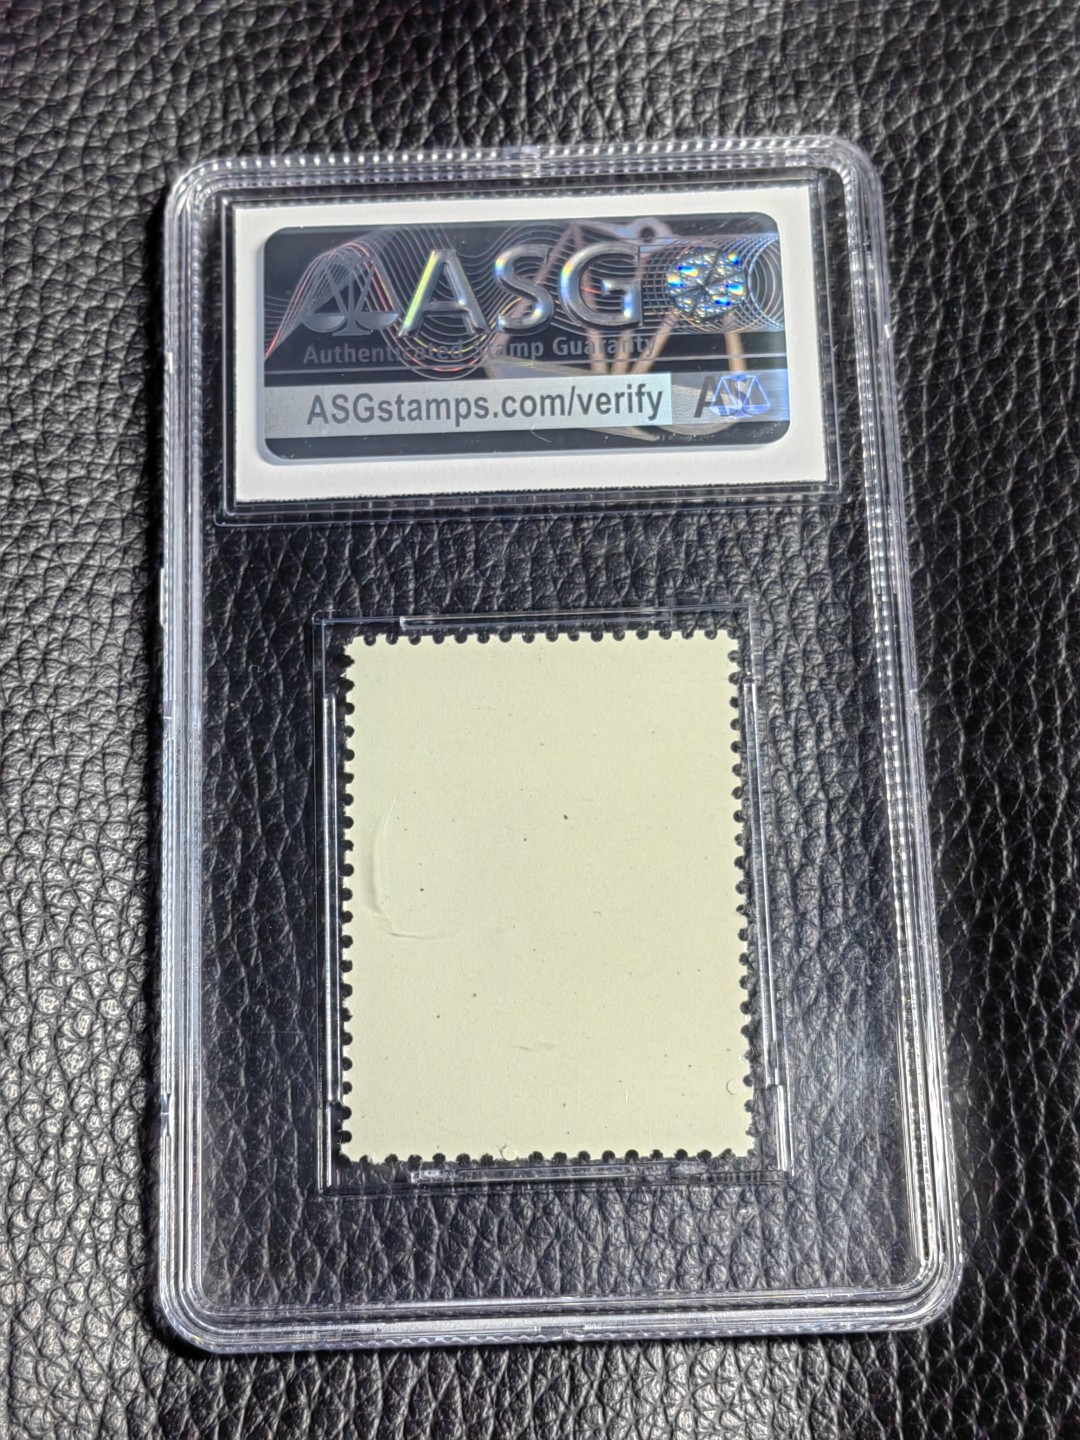 ASG
Authenticated Stamp Guaranty
ASGstamps.com/verify